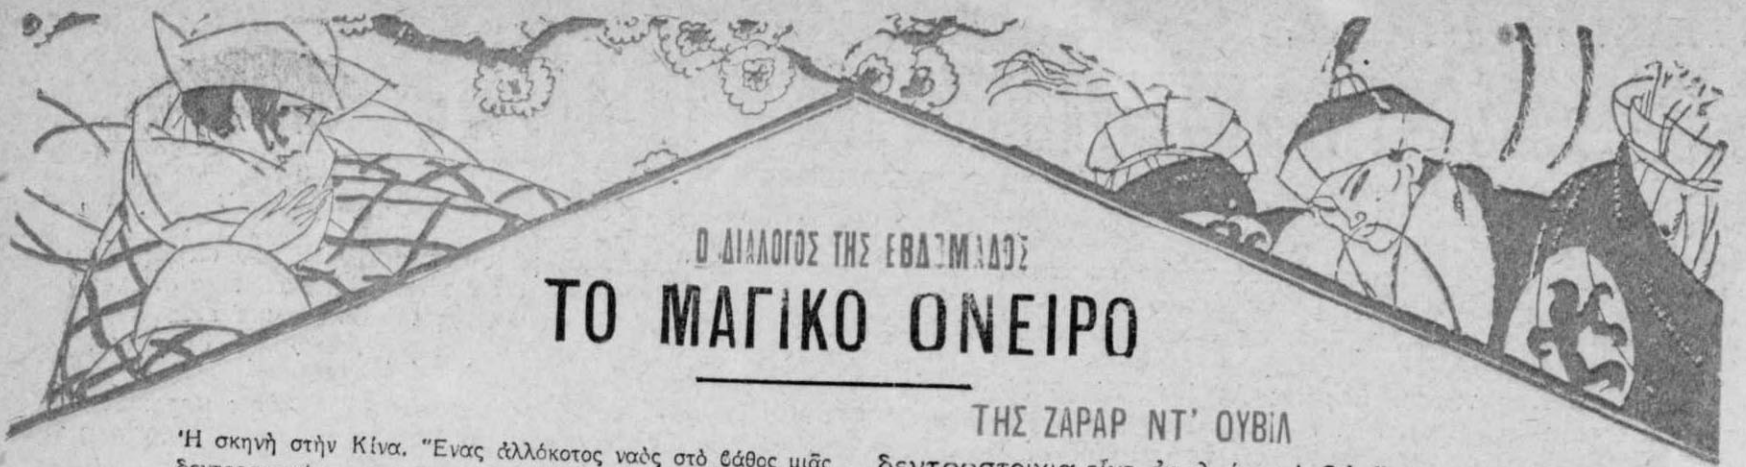 Ο ΔΙΑΛΟΓΟΣ ΤΗΣ ΕΒΔΟΜΑΔΟΣ
ΤΟ ΜΑΓΙΚΟ ΟΝΕΙΡΟ
ΤΗΣ ΖΑΡΑΡ ΝΤ' ΟΥΒΙΛ
Ἡ σκηνὴ στὴν Κίνα. Ἕνας ἀλλόκοτος ναὸς στὸ βάθος μιᾶς